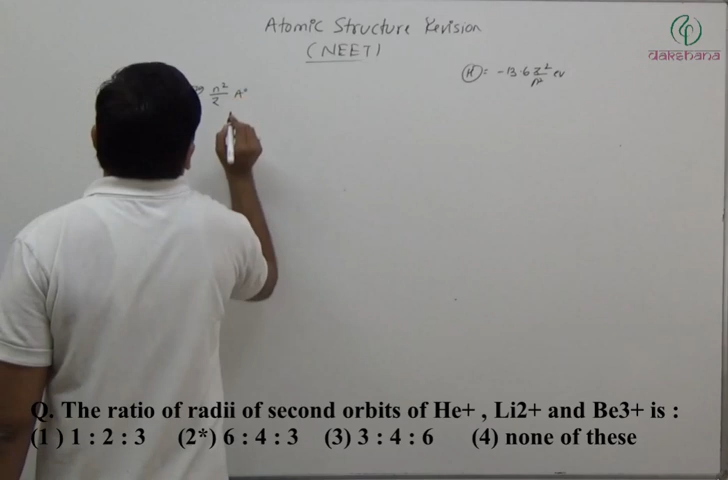 Atomic Structure Revision
(NEET)
dakshana
n²/Z A°
(H) = -13.6 Z²/n² ev
Q. The ratio of radii of second orbits of He+ , Li2+ and Be3+ is :
(1 ) 1 : 2 : 3 (2*) 6 : 4 : 3 (3) 3 : 4 : 6 (4) none of these